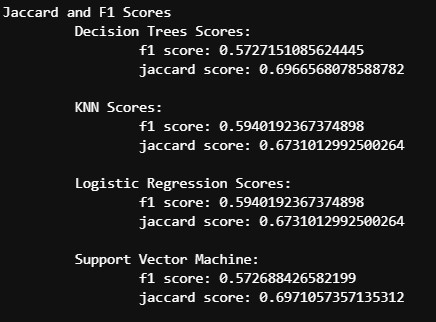 Jaccard and F1 Scores
Decision Trees Scores:
f1 score: 0.5727151085624445
jaccard score: 0.6966568078588782
KNN Scores:
f1 score: 0.5940192367374898
jaccard score: 0.6731012992500264
Logistic Regression Scores:
f1 score: 0.5940192367374898
jaccard score: 0.6731012992500264
Support Vector Machine:
f1 score: 0.572688426582199
jaccard score: 0.6971057357135312